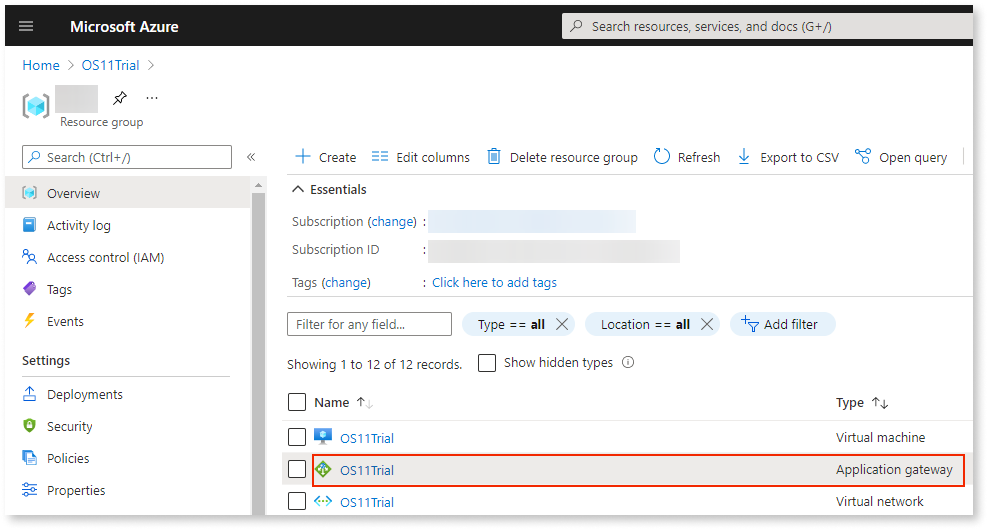 Microsoft Azure
Search resources, services, and docs (G+/)
Home > OS11Trial >
...
Resource group
Search (Ctrl+/) «
Overview
Activity log
Access control (IAM)
Tags
Events
Settings
Deployments
Security
Policies
Properties
+ Create Edit columns Delete resource group Refresh Export to CSV Open query
Essentials
Subscription (change) :
Subscription ID :
Tags (change) : Click here to add tags
Filter for any field... Type == all Location == all Add filter
Showing 1 to 12 of 12 records. Show hidden types
Name ↑↓ Type ↑↓
OS11Trial Virtual machine
OS11Trial Application gateway
OS11Trial Virtual network